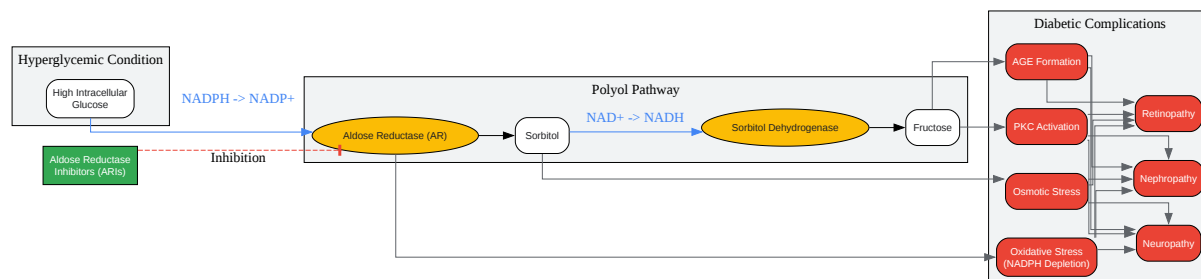 Diabetic Complications
Hyperglycemic Condition
High Intracellular
Glucose
NADPH -> NADP+
Polyol Pathway
Aldose Reductase (AR)
Sorbitol
NAD+ -> NADH
Sorbitol Dehydrogenase
Fructose
Aldose Reductase
Inhibitors (ARIs)
Inhibition
AGE Formation
PKC Activation
Osmotic Stress
Oxidative Stress
(NADPH Depletion)
Retinopathy
Nephropathy
Neuropathy